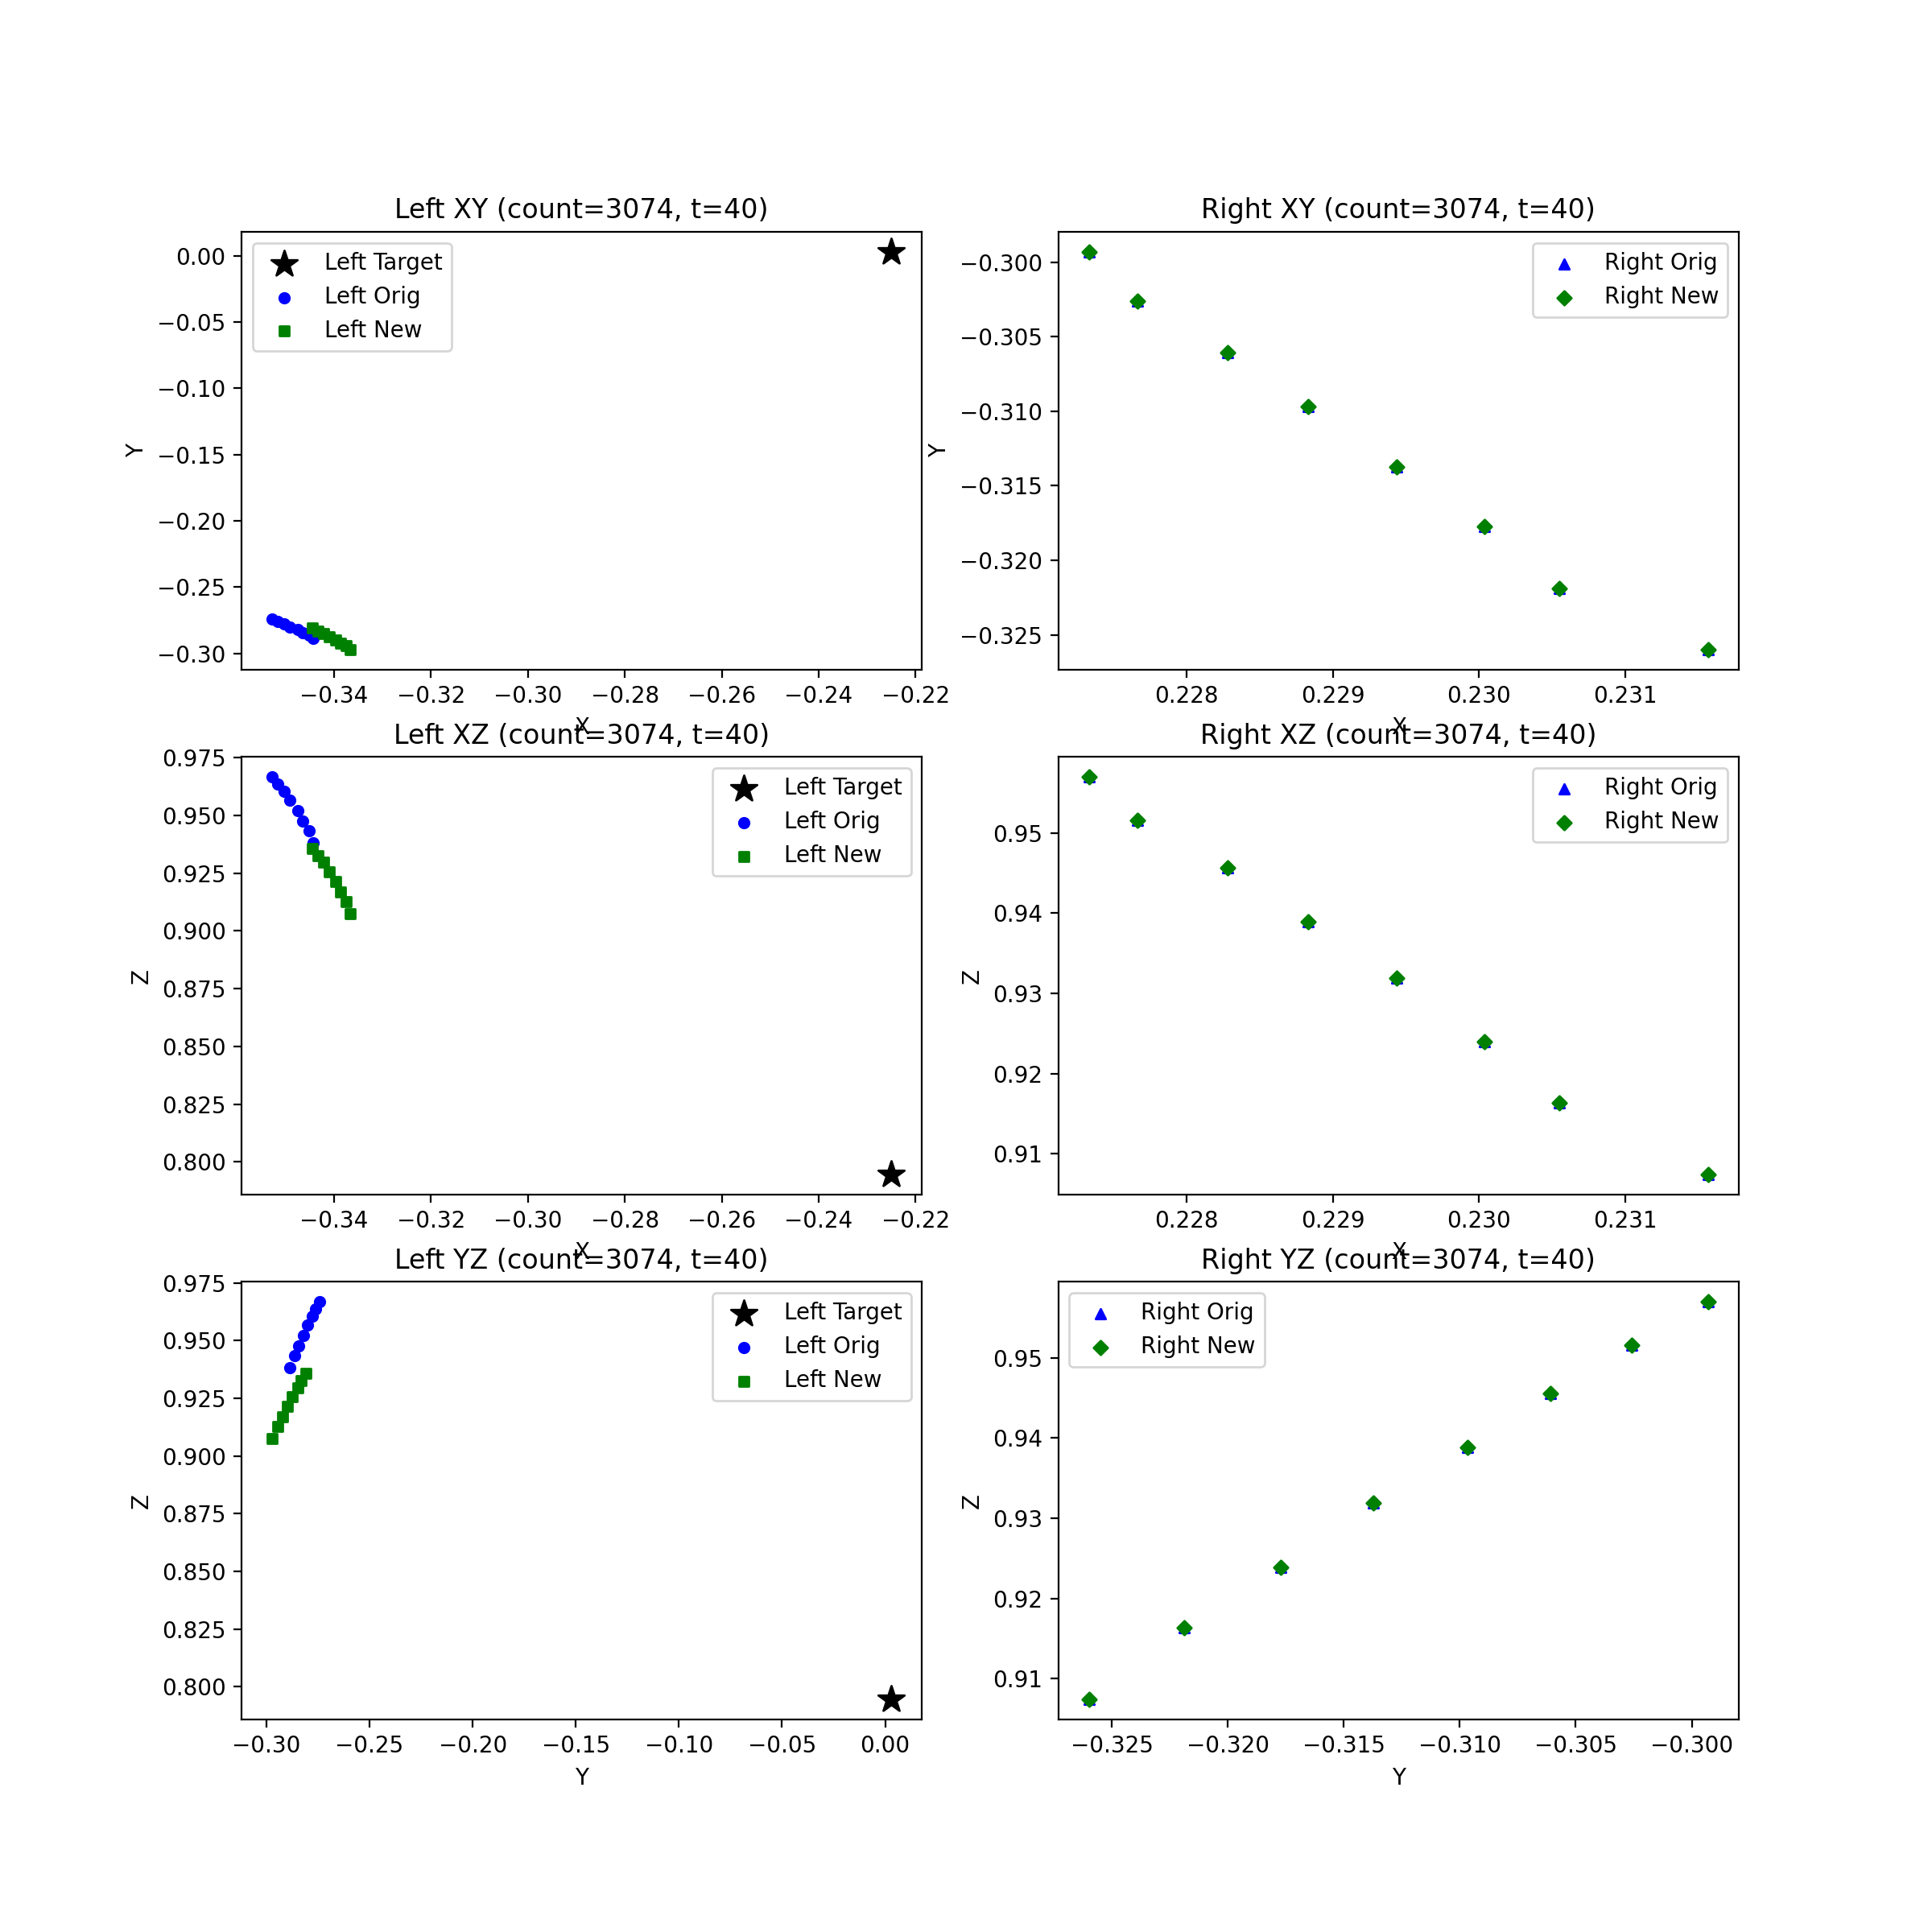 Left XY (count=3074, t=40)
Left Target
Left Orig
Left New
0.00
−0.05
−0.10
−0.15
−0.20
−0.25
−0.30
Y
−0.34
−0.32
−0.30
−0.28
−0.26
−0.24
−0.22
X
Right XY (count=3074, t=40)
Right Orig
Right New
−0.300
−0.305
−0.310
−0.315
−0.320
−0.325
Y
0.228
0.229
0.230
0.231
X
Left XZ (count=3074, t=40)
Left Target
Left Orig
Left New
0.975
0.950
0.925
0.900
0.875
0.850
0.825
0.800
Z
−0.34
−0.32
−0.30
−0.28
−0.26
−0.24
−0.22
X
Right XZ (count=3074, t=40)
Right Orig
Right New
0.95
0.94
0.93
0.92
0.91
Z
0.228
0.229
0.230
0.231
X
Left YZ (count=3074, t=40)
Left Target
Left Orig
Left New
0.975
0.950
0.925
0.900
0.875
0.850
0.825
0.800
Z
−0.30
−0.25
−0.20
−0.15
−0.10
−0.05
0.00
Y
Right YZ (count=3074, t=40)
Right Orig
Right New
0.95
0.94
0.93
0.92
0.91
Z
−0.325
−0.320
−0.315
−0.310
−0.305
−0.300
Y